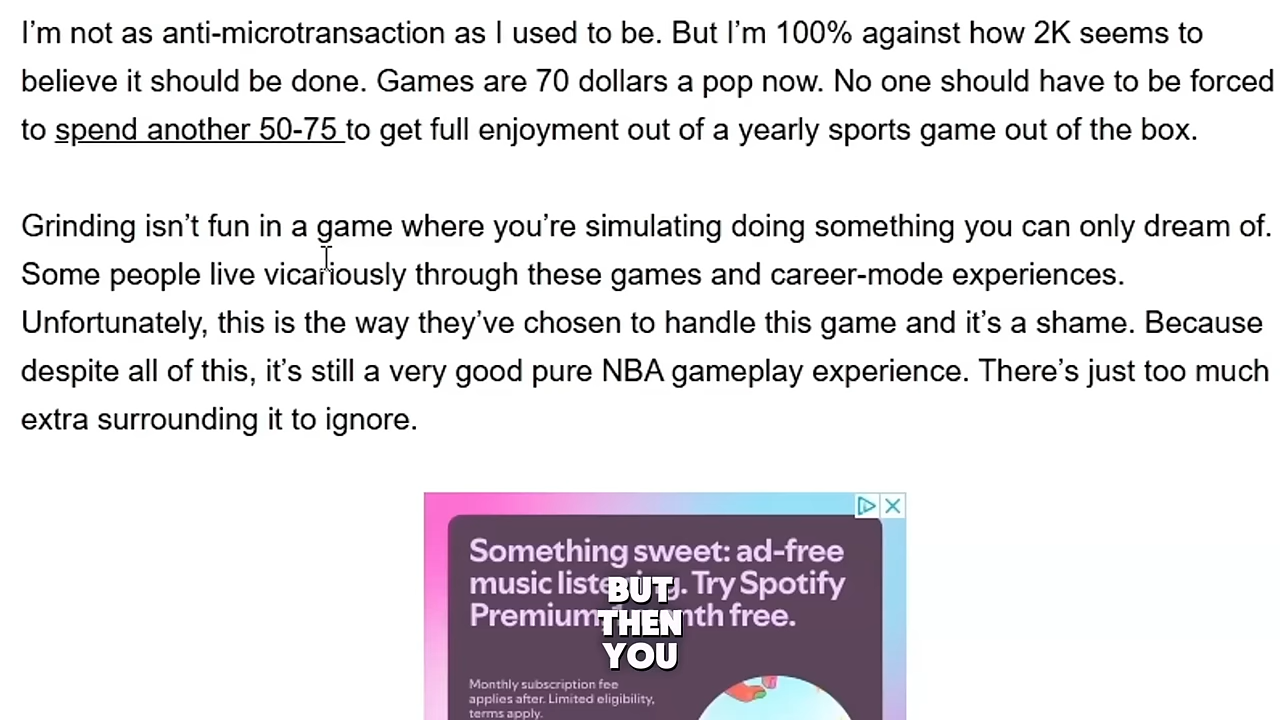 I’m not as anti-microtransaction as I used to be. But I’m 100% against how 2K seems to
believe it should be done. Games are 70 dollars a pop now. No one should have to be forced
to spend another 50-75 to get full enjoyment out of a yearly sports game out of the box.
Grinding isn’t fun in a game where you’re simulating doing something you can only dream of.
Some people live vicariously through these games and career-mode experiences.
Unfortunately, this is the way they’ve chosen to handle this game and it’s a shame. Because
despite all of this, it’s still a very good pure NBA gameplay experience. There’s just too much
extra surrounding it to ignore.
Something sweet: ad-free
music listening. Try Spotify
Premium month free.
BUT
THEN
YOU
Monthly subscription fee
applies after. Limited eligibility,
terms apply.